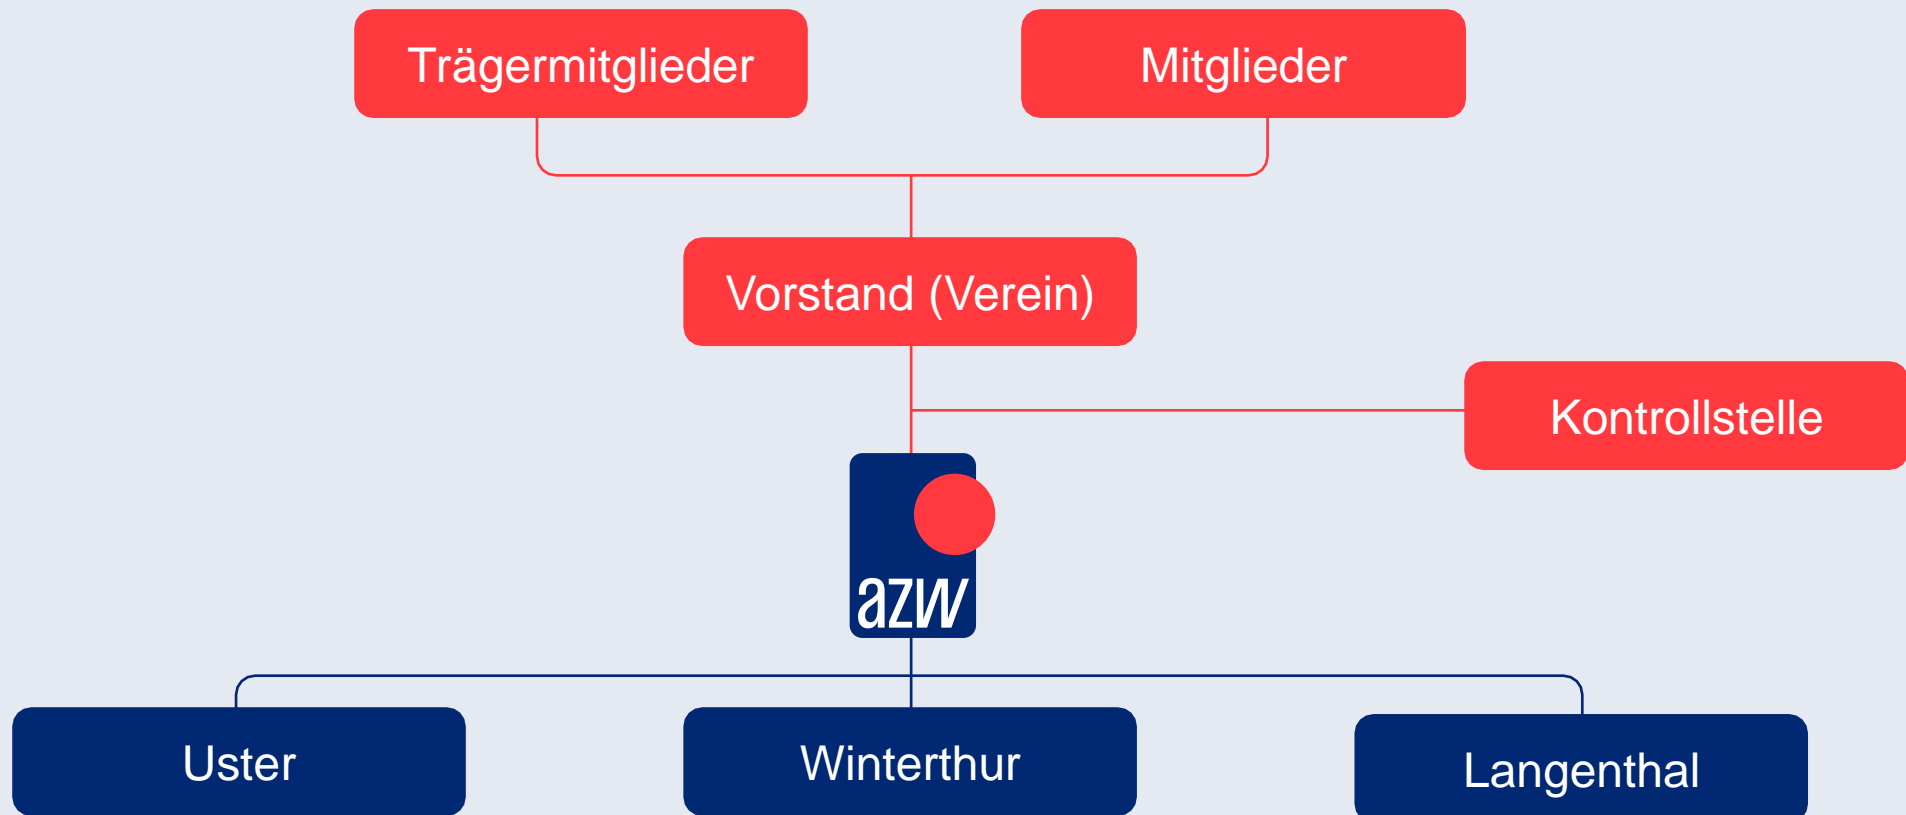 Trägermitglieder
Mitglieder
Vorstand (Verein)
Kontrollstelle
azw
Uster
Winterthur
Langenthal